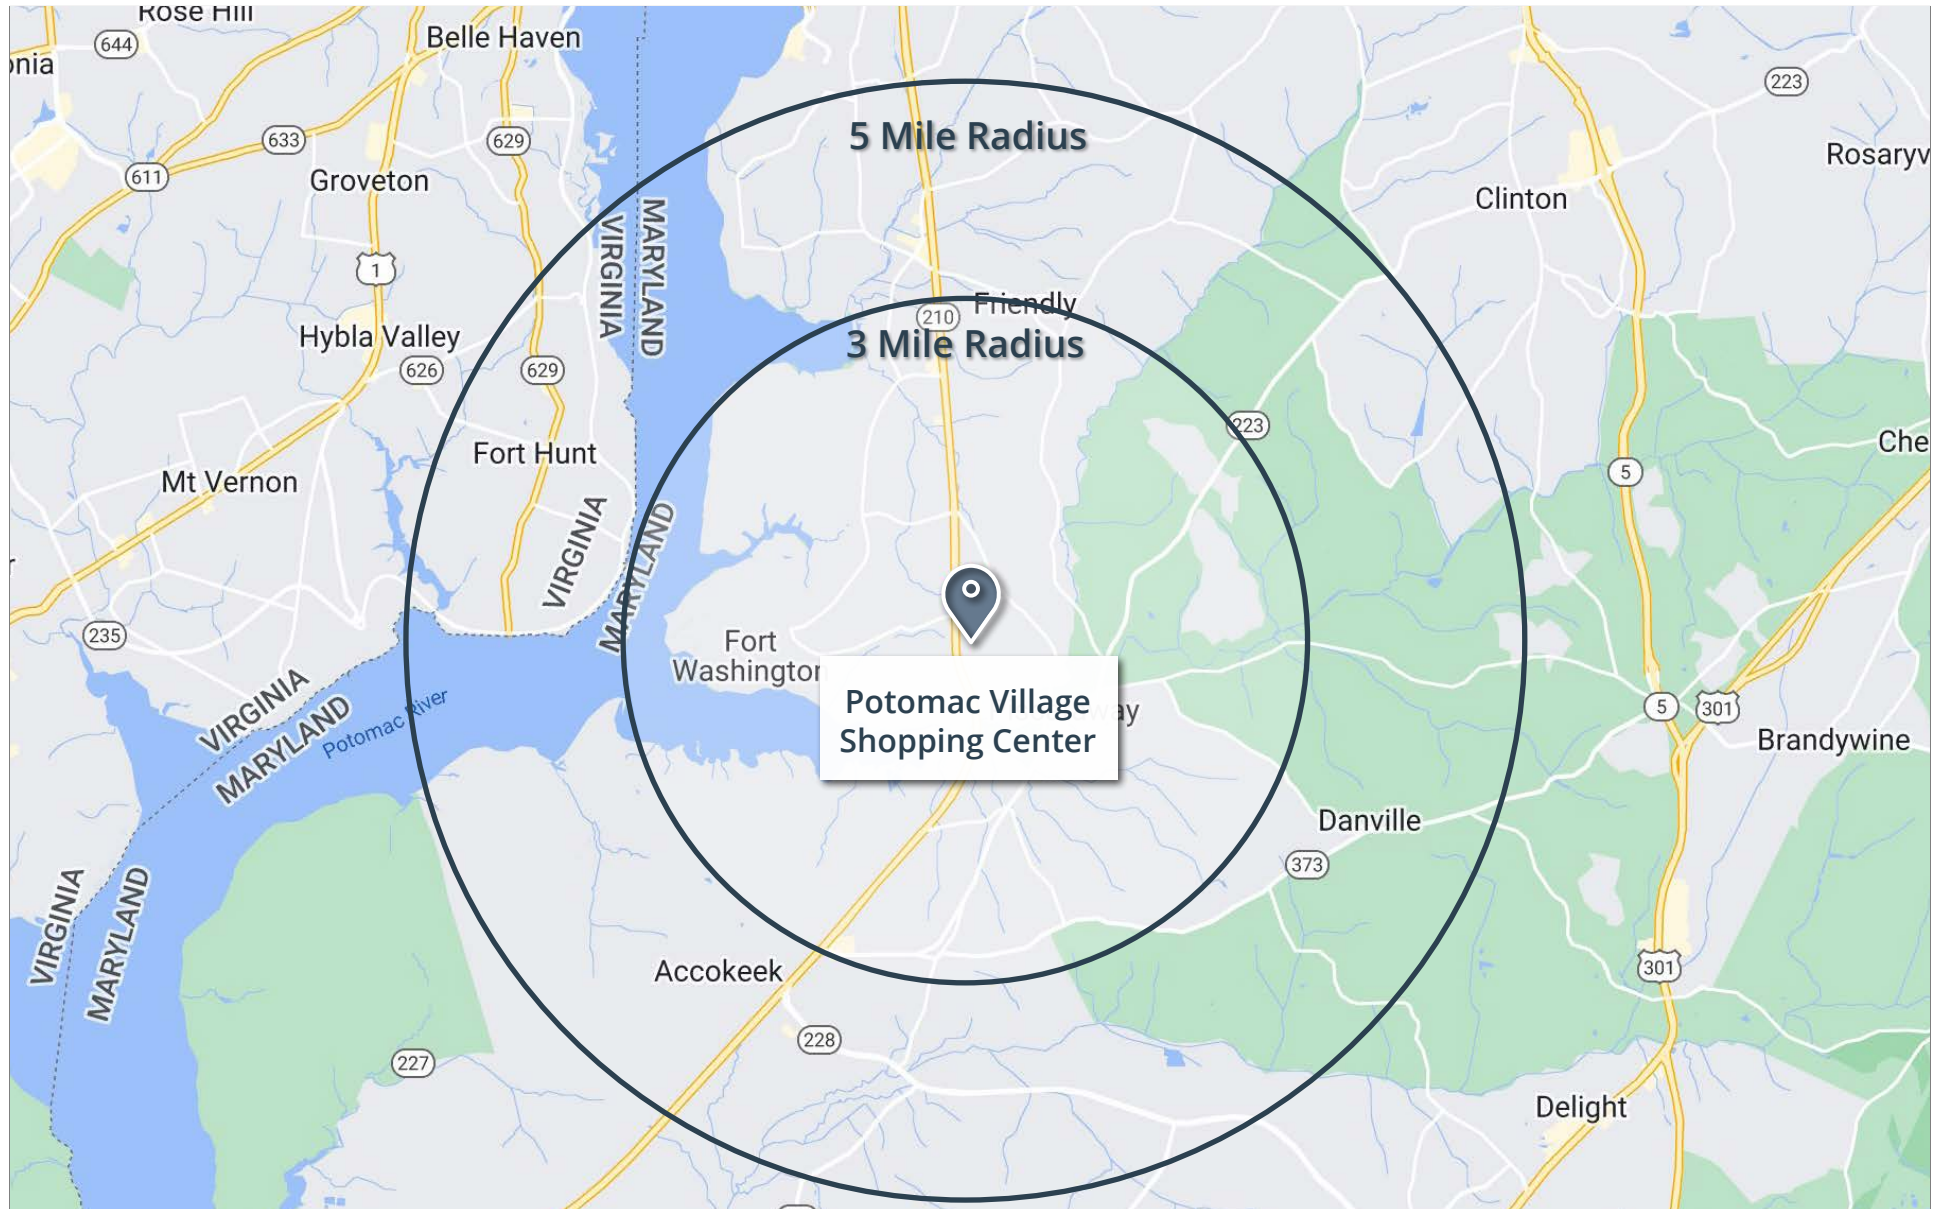 Rose Hill
644
Belle Haven
nia
223
5 Mile Radius
633
629
611
Groveton
Rosaryv
Clinton
VIRGINIA
MARYLAND
1
210
Friendly
3 Mile Radius
Hybla Valley
626
629
223
Fort Hunt
Che
Mt Vernon
5
VIRGINIA
MARYLAND
235
Fort
Washington
Potomac Village
Shopping Center
way
VIRGINIA
MARYLAND
Potomac River
5
301
Brandywine
Danville
373
VIRGINIA
MARYLAND
Accokeek
301
228
227
Delight